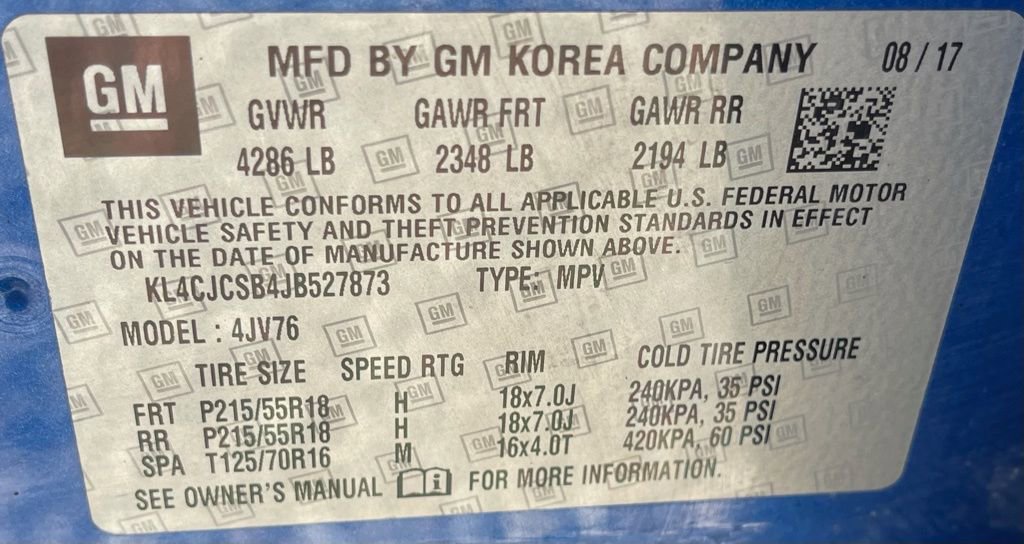 GM MFD BY GM KOREA COMPANY 08 / 17
GVWR GAWR FRT GAWR RR
4286 LB 2348 LB 2194 LB
THIS VEHICLE CONFORMS TO ALL APPLICABLE U.S. FEDERAL MOTOR
VEHICLE SAFETY AND THEFT PREVENTION STANDARDS IN EFFECT
ON THE DATE OF MANUFACTURE SHOWN ABOVE.
KL4CJCSB4JB527873 TYPE: MPV
MODEL : 4JV76
TIRE SIZE SPEED RTG RIM COLD TIRE PRESSURE
FRT P215/55R18 H 18x7.0J 240KPA, 35 PSI
RR P215/55R18 H 18x7.0J 240KPA, 35 PSI
SPA T125/70R16 M 16x4.0T 420KPA, 60 PSI
SEE OWNER'S MANUAL i FOR MORE INFORMATION.